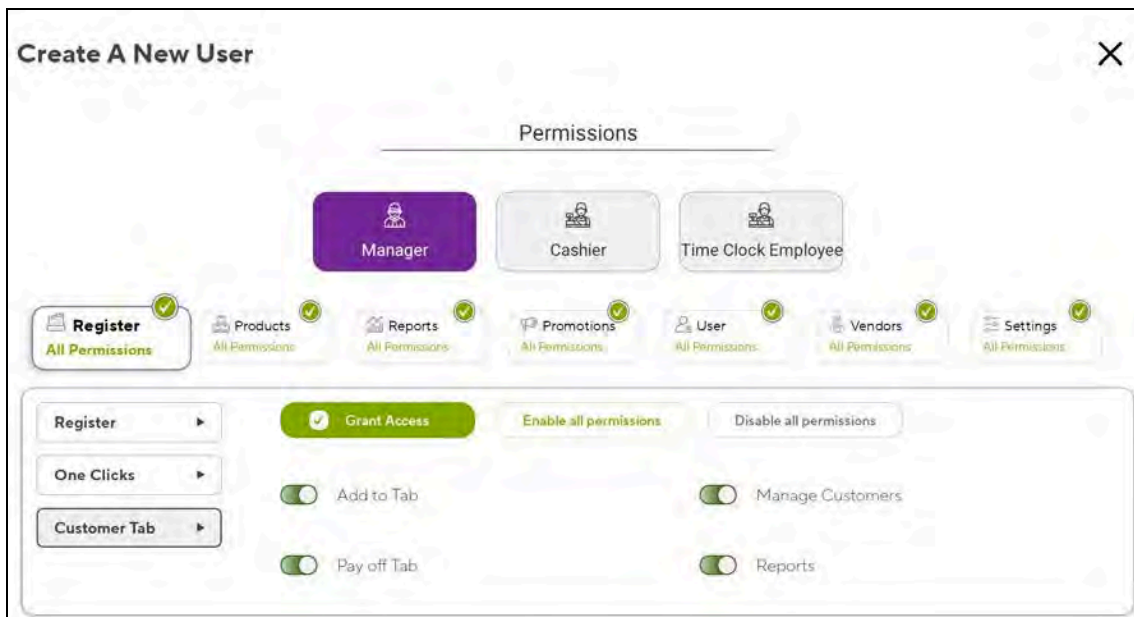 Create A New User
Permissions
Manager
Cashier
Time Clock Employee
Register
All Permissions
Products
All Permissions
Reports
All Permissions
Promotions
All Permissions
User
All Permissions
Vendors
All Permissions
Settings
All Permissions
Register
One Clicks
Customer Tab
Grant Access
Enable all permissions
Disable all permissions
Add to Tab
Manage Customers
Pay off Tab
Reports